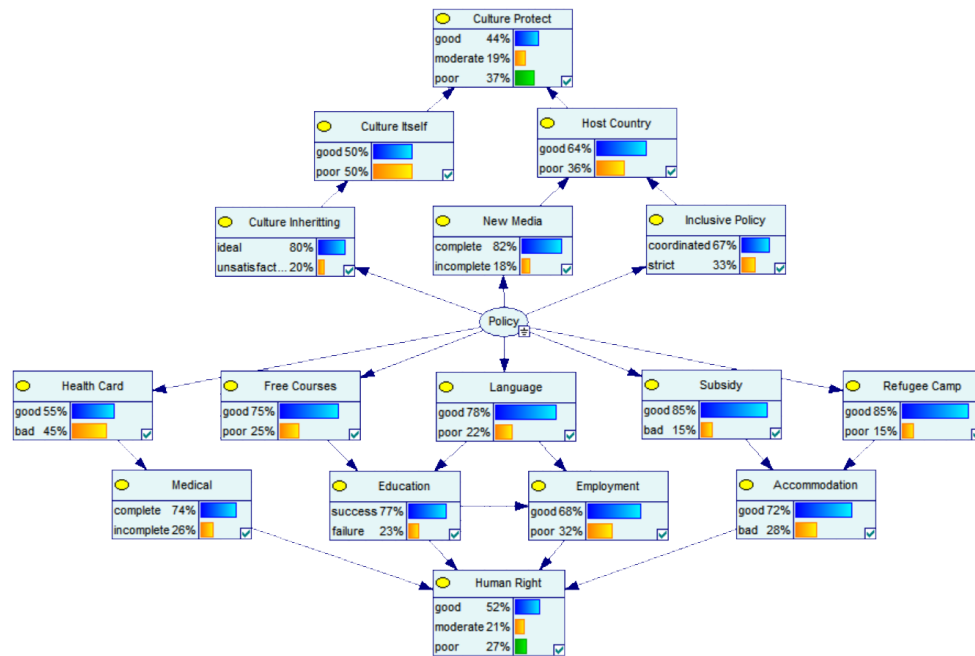 Culture Protect
good 44%
moderate 19%
poor 37%
Culture Itself
good 50%
poor 50%
Host Country
good 64%
poor 36%
Culture Inheritting
ideal 80%
unsatisfact... 20%
New Media
complete 82%
incomplete 18%
Inclusive Policy
coordinated 67%
strict 33%
Policy
Health Card
good 55%
bad 45%
Free Courses
good 75%
poor 25%
Language
good 78%
poor 22%
Subsidy
good 85%
bad 15%
Refugee Camp
good 85%
poor 15%
Medical
complete 74%
incomplete 26%
Education
success 77%
failure 23%
Employment
good 68%
poor 32%
Accommodation
good 72%
bad 28%
Human Right
good 52%
moderate 21%
poor 27%